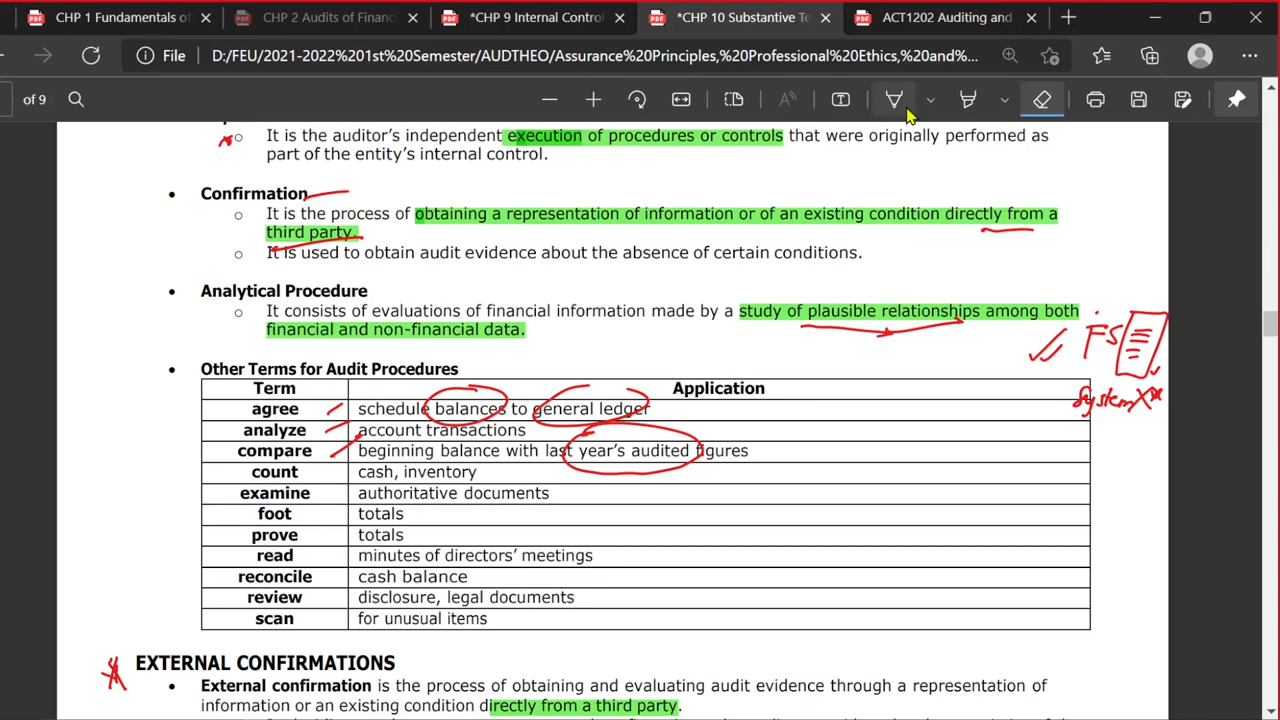 CHP 1 Fundamentals of
CHP 2 Audits of Financ
*CHP 9 Internal Contro
*CHP 10 Substantive Te
ACT1202 Auditing and
File
D:/FEU/2021-2022%201st%20Semester/AUDTHEO/Assurance%20Principles,%20Professional%20Ethics,%20and%...
of 9
o It is the auditor's independent execution of procedures or controls that were originally performed as
part of the entity's internal control.
• Confirmation
o It is the process of obtaining a representation of information or of an existing condition directly from a
third party.
o It is used to obtain audit evidence about the absence of certain conditions.
• Analytical Procedure
o It consists of evaluations of financial information made by a study of plausible relationships among both
financial and non-financial data.
FS
System
• Other Terms for Audit Procedures
Term Application
agree schedule balances to general ledger
analyze account transactions
compare beginning balance with last year's audited figures
count cash, inventory
examine authoritative documents
foot totals
prove totals
read minutes of directors' meetings
reconcile cash balance
review disclosure, legal documents
scan for unusual items
EXTERNAL CONFIRMATIONS
• External confirmation is the process of obtaining and evaluating audit evidence through a representation of
information or an existing condition directly from a third party.